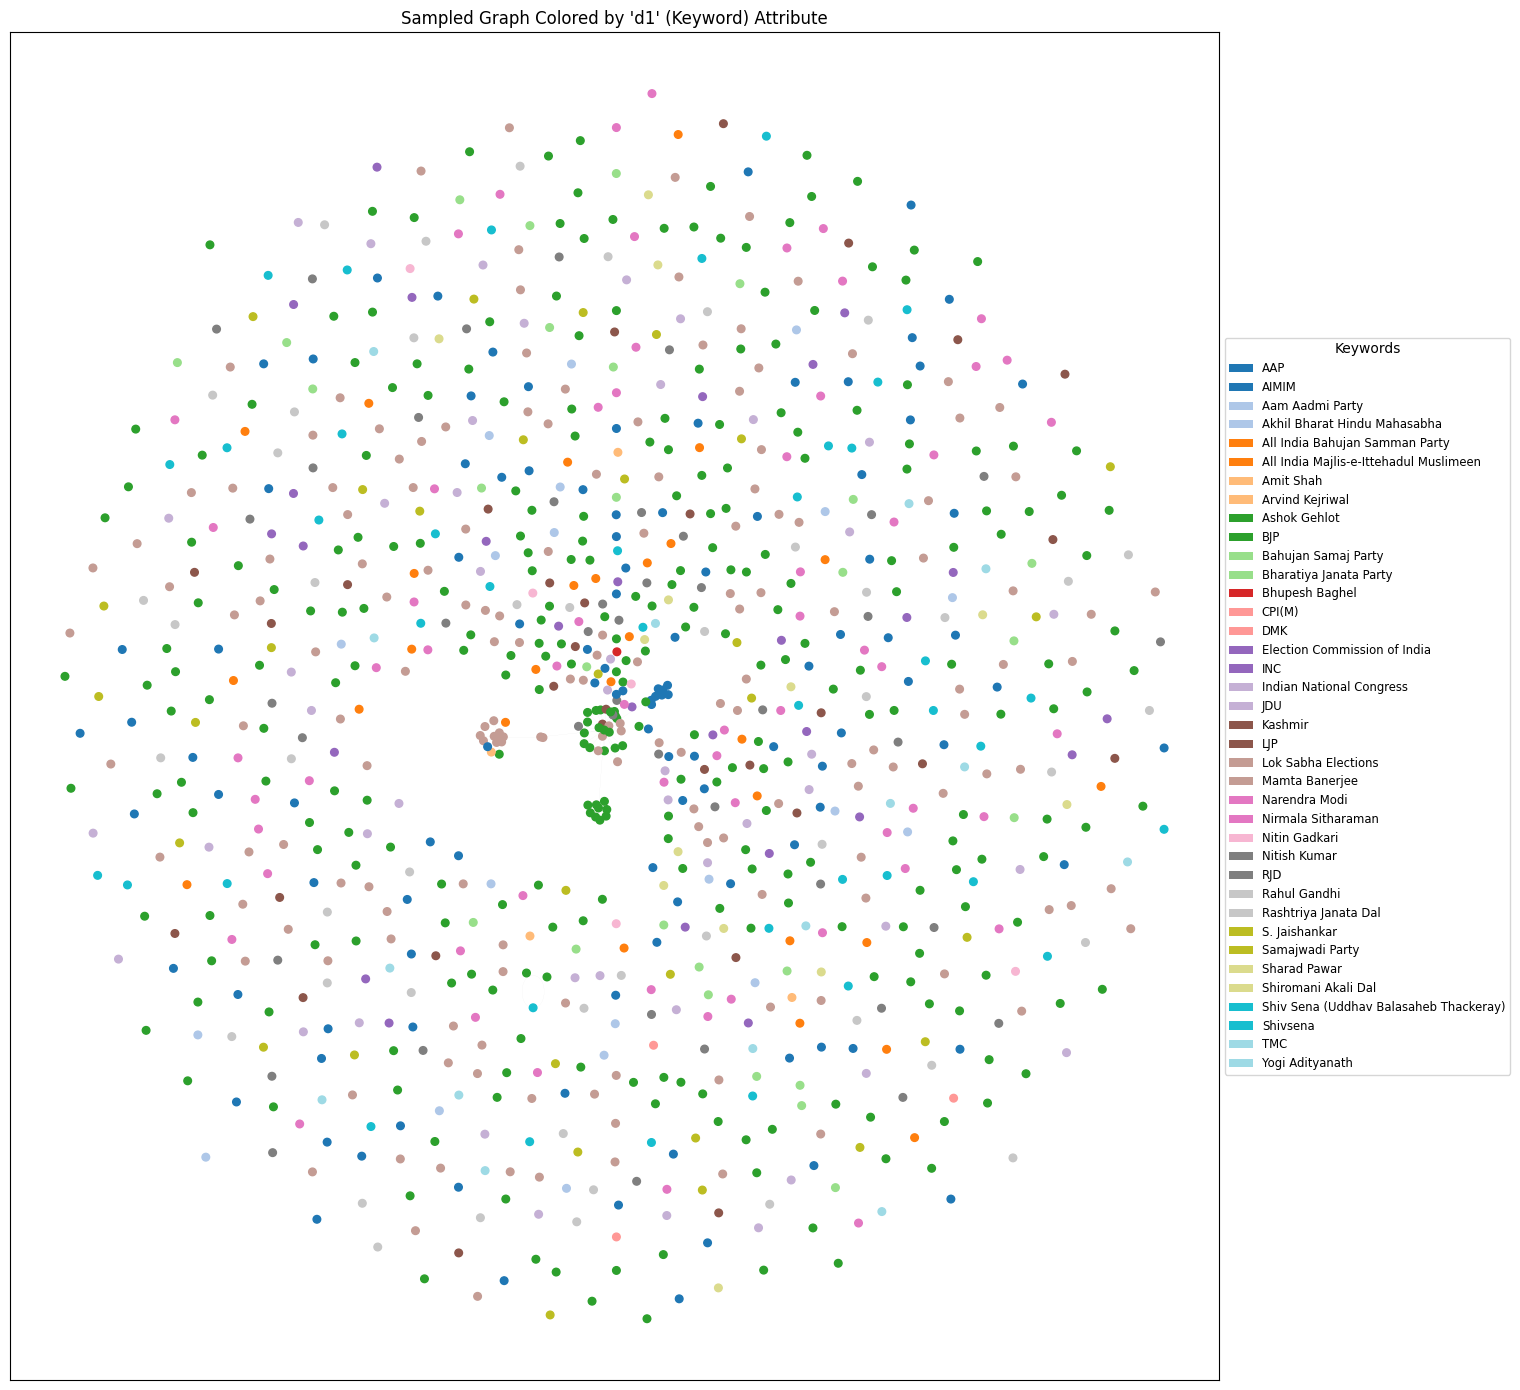 Sampled Graph Colored by 'd1' (Keyword) Attribute
Keywords
AAP
AIMIM
Aam Aadmi Party
Akhil Bharat Hindu Mahasabha
All India Bahujan Samman Party
All India Majlis-e-Ittehadul Muslimeen
Amit Shah
Arvind Kejriwal
Ashok Gehlot
BJP
Bahujan Samaj Party
Bharatiya Janata Party
Bhupesh Baghel
CPI(M)
DMK
Election Commission of India
INC
Indian National Congress
JDU
Kashmir
LJP
Lok Sabha Elections
Mamta Banerjee
Narendra Modi
Nirmala Sitharaman
Nitin Gadkari
Nitish Kumar
RJD
Rahul Gandhi
Rashtriya Janata Dal
S. Jaishankar
Samajwadi Party
Sharad Pawar
Shiromani Akali Dal
Shiv Sena (Uddhav Balasaheb Thackeray)
Shivsena
TMC
Yogi Adityanath